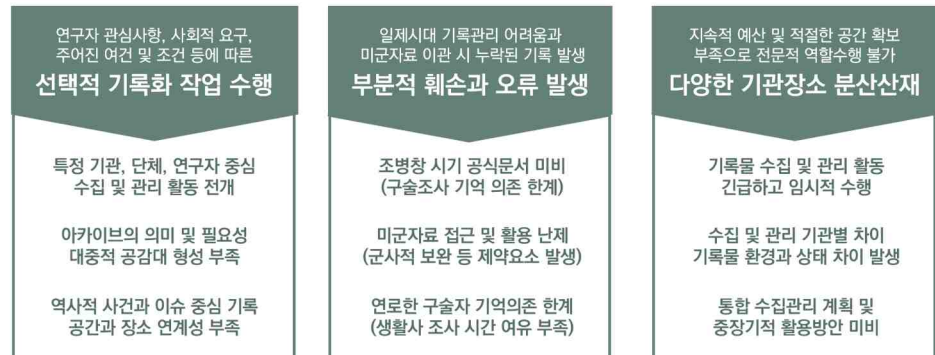 연구자 관심사항, 사회적 요구,
주어진 여건 및 조건 등에 따른
선택적 기록화 작업 수행
특정 기관, 단체, 연구자 중심
수집 및 관리 활동 전개
아카이브의 의미 및 필요성
대중적 공감대 형성 부족
역사적 사건과 이슈 중심 기록
공간과 장소 연계성 부족
일제시대 기록관리 어려움과
미군자료 이관 시 누락된 기록 발생
부분적 훼손과 오류 발생
조병창 시기 공식문서 미비
(구술조사 기억 의존 한계)
미군자료 접근 및 활용 난제
(군사적 보완 등 제약요소 발생)
연로한 구술자 기억의존 한계
(생활사 조사 시간 여유 부족)
지속적 예산 및 적절한 공간 확보
부족으로 전문적 역할수행 불가
다양한 기관장소 분산산재
기록물 수집 및 관리 활동
긴급하고 임시적 수행
수집 및 관리 기관별 차이
기록물 환경과 상태 차이 발생
통합 수집관리 계획 및
중장기적 활용방안 미비